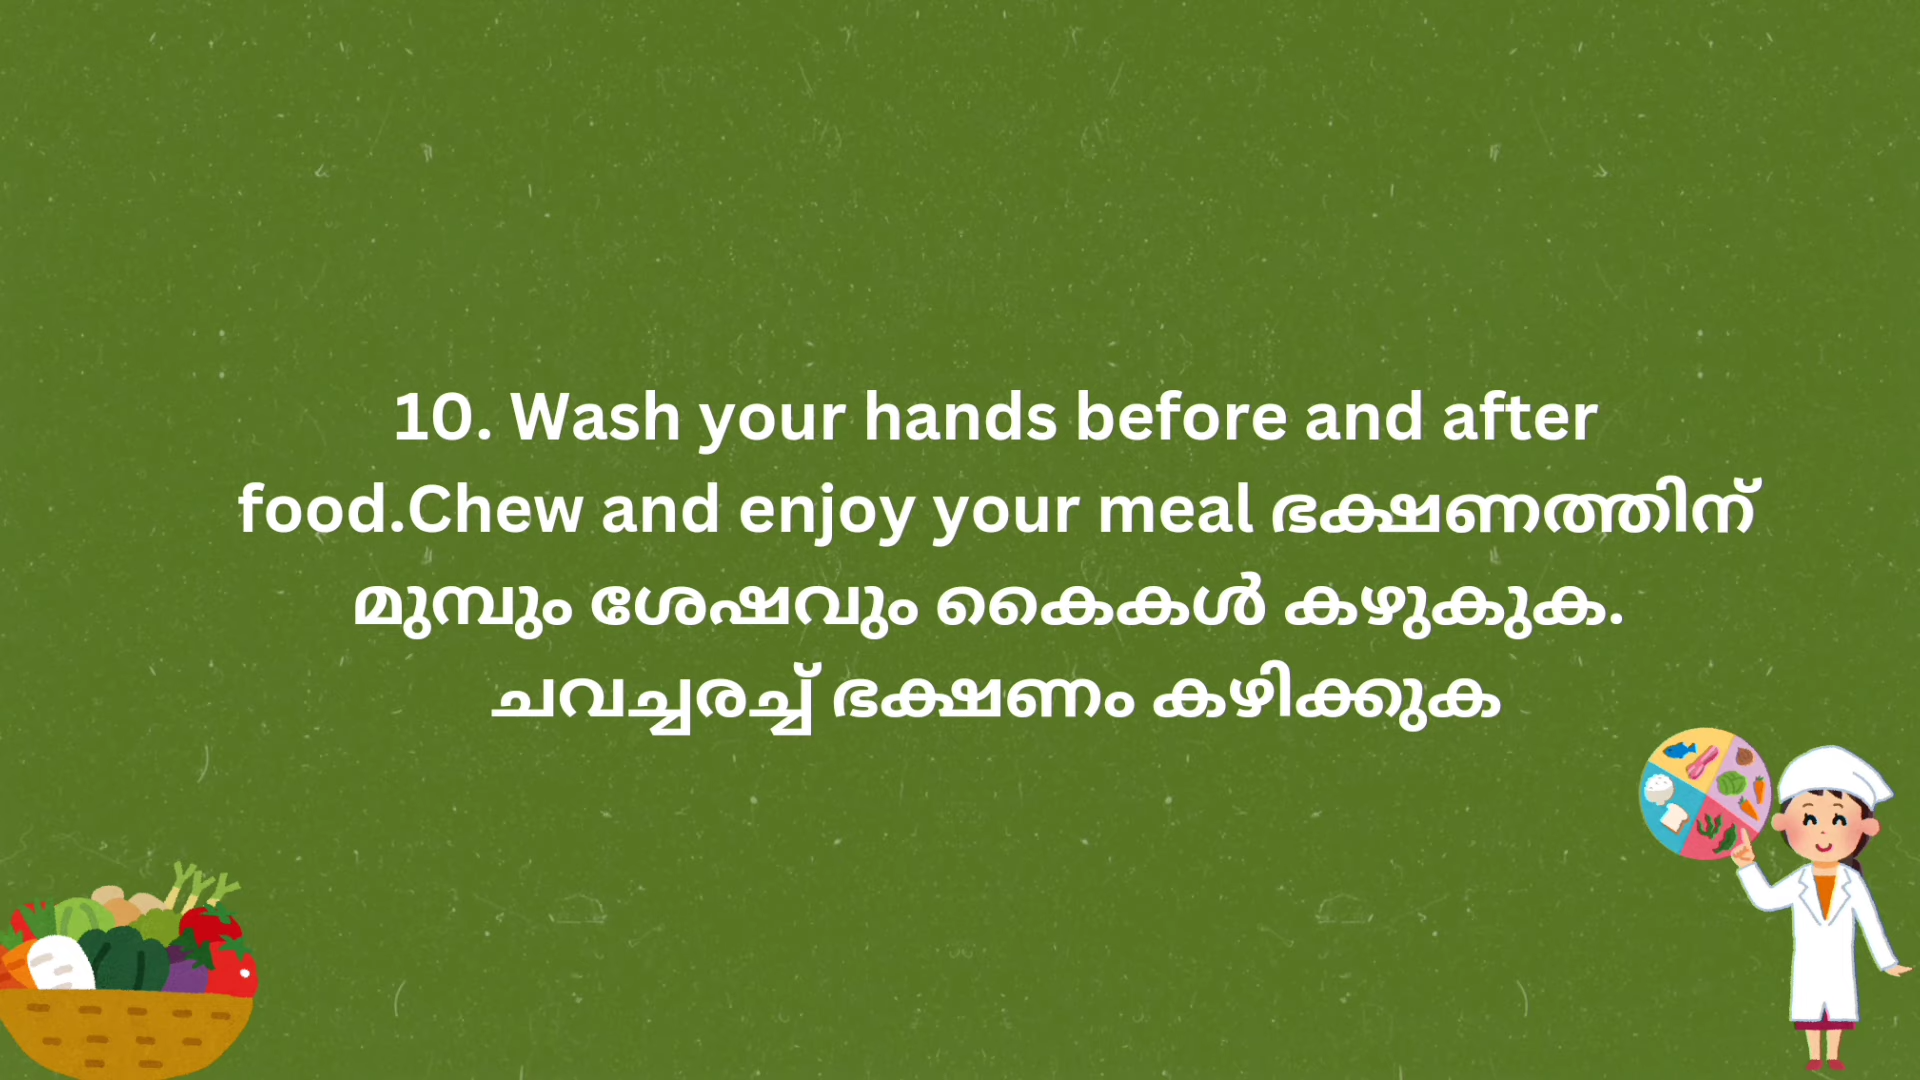 10. Wash your hands before and after
food.Chew and enjoy your meal ഭക്ഷണത്തിന്
മുമ്പും ശേഷവും കൈകൾ കഴുകുക.
ചവച്ചരച്ച് ഭക്ഷണം കഴിക്കുക